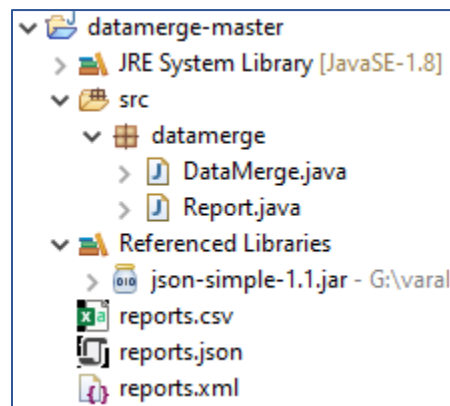 datamerge-master
JRE System Library [JavaSE-1.8]
src
datamerge
DataMerge.java
Report.java
Referenced Libraries
json-simple-1.1.jar - G:\varal
reports.csv
reports.json
reports.xml